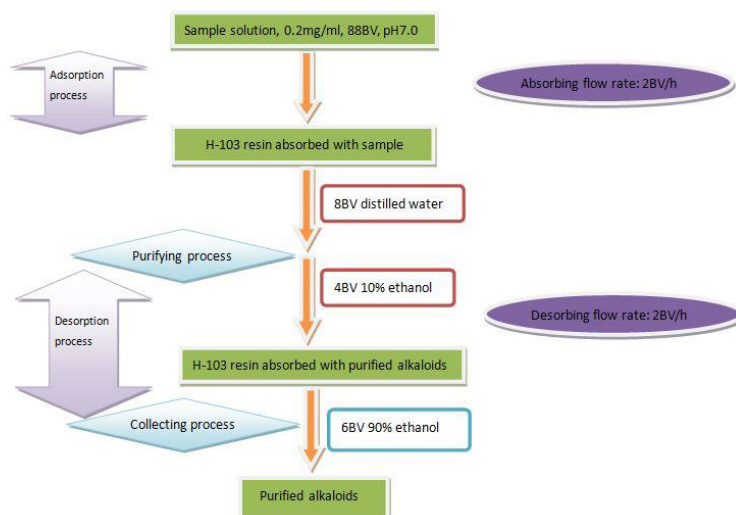 Sample solution, 0.2mg/ml, 88BV, pH7.0
Adsorption
process
Absorbing flow rate: 2BV/h
H-103 resin absorbed with sample
8BV distilled water
Purifying process
4BV 10% ethanol
Desorption
process
Desorbing flow rate: 2BV/h
H-103 resin absorbed with purified alkaloids
Collecting process
6BV 90% ethanol
Purified alkaloids